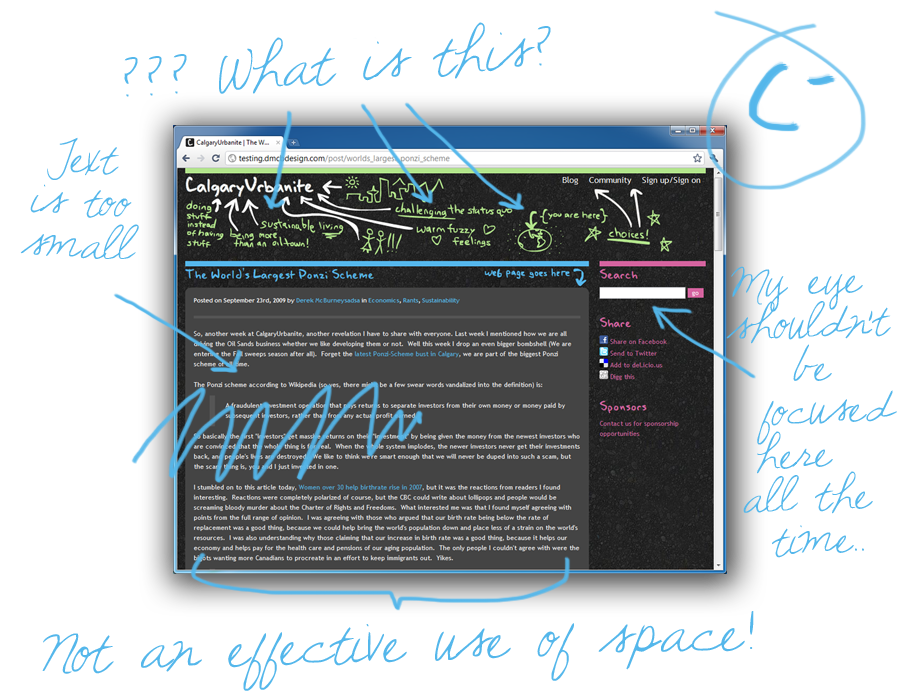 ??? What is this?
C-
Text
is too
small
CalgaryUrbanite | The W...
testing.dmcbdesign.com/post/worlds_largest_ponzi_scheme
Blog Community Sign up/Sign on
CalgaryUrbanite
doing
stuff
instead
of having
stuff
being more
than an oil town!
sustainable living
challenging the status quo
warm fuzzy
feelings
!!!
{you are here}
choices!
The World's Largest Ponzi Scheme
web page goes here
Posted on September 23rd, 2009 by Derek McBurneysadsa in Economics, Rants, Sustainability
So, another week at CalgaryUrbanite, another revelation I have to share with everyone. Last week I mentioned how we are all
driving the Oil Sands business whether we like developing them or not. Well this week I drop an even bigger bombshell (We are
entering the Fall sweeps season after all). Forget the latest Pond-Scheme bust in Calgary, we are part of the biggest Ponzi
scheme of all time.
The Ponzi scheme according to Wikipedia (so yes, there might be a few swear words vandalized into the definition) is:
A fraudulent investment operation that pays returns to separate investors from their own money or money paid by
subsequent investors, rather than from any actual profit earned.
So basically the first "investors" get massive returns on their "investment" by being given the money from the newest investors who
are convinced that the whole thing is for real. When the whole system implodes, the newer investors never get their investments
back, and people's lives are destroyed. We like to think we're smart enough that we will never be duped into such a scam, but
the scary thing is, you and I just invested in one.
I stumbled on to this article today, Women over 30 help birthrate rise in 2007, but it was the reactions from readers I found
interesting. Reactions were completely polarized of course, but the CBC could write about lollipops and people would be
screaming bloody murder about the Charter of Rights and Freedoms. What interested me was that I found myself agreeing with
points from the full range of opinion. I was agreeing with those who argued that our birth rate being below the rate of
replacement was a good thing, because we could help bring the world's population down and place less of a strain on the world's
resources. I was also understanding why those claiming that our increase in birth rate was a good thing, because it helps our
economy and helps pay for the health care and pensions of our aging population. The only people I couldn't agree with were the
bigots wanting more Canadians to procreate in an effort to keep immigrants out. Yikes.
Search
go
Share
Share on Facebook
Send to Twitter
Add to deLicio.us
Digg this
Sponsors
Contact us for sponsorship
opportunities
My eye
shouldn't
be
focused
here
all the
time..
Not an effective use of space!